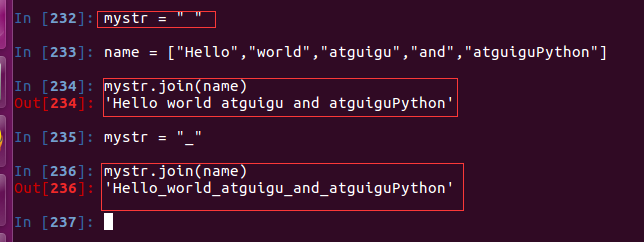 In [232]: mystr = " "
In [233]: name = ["Hello","world","atguigu","and","atguiguPython"]
In [234]: mystr.join(name)
Out[234]: 'Hello world atguigu and atguiguPython'
In [235]: mystr = "_"
In [236]: mystr.join(name)
Out[236]: 'Hello_world_atguigu_and_atguiguPython'
In [237]: